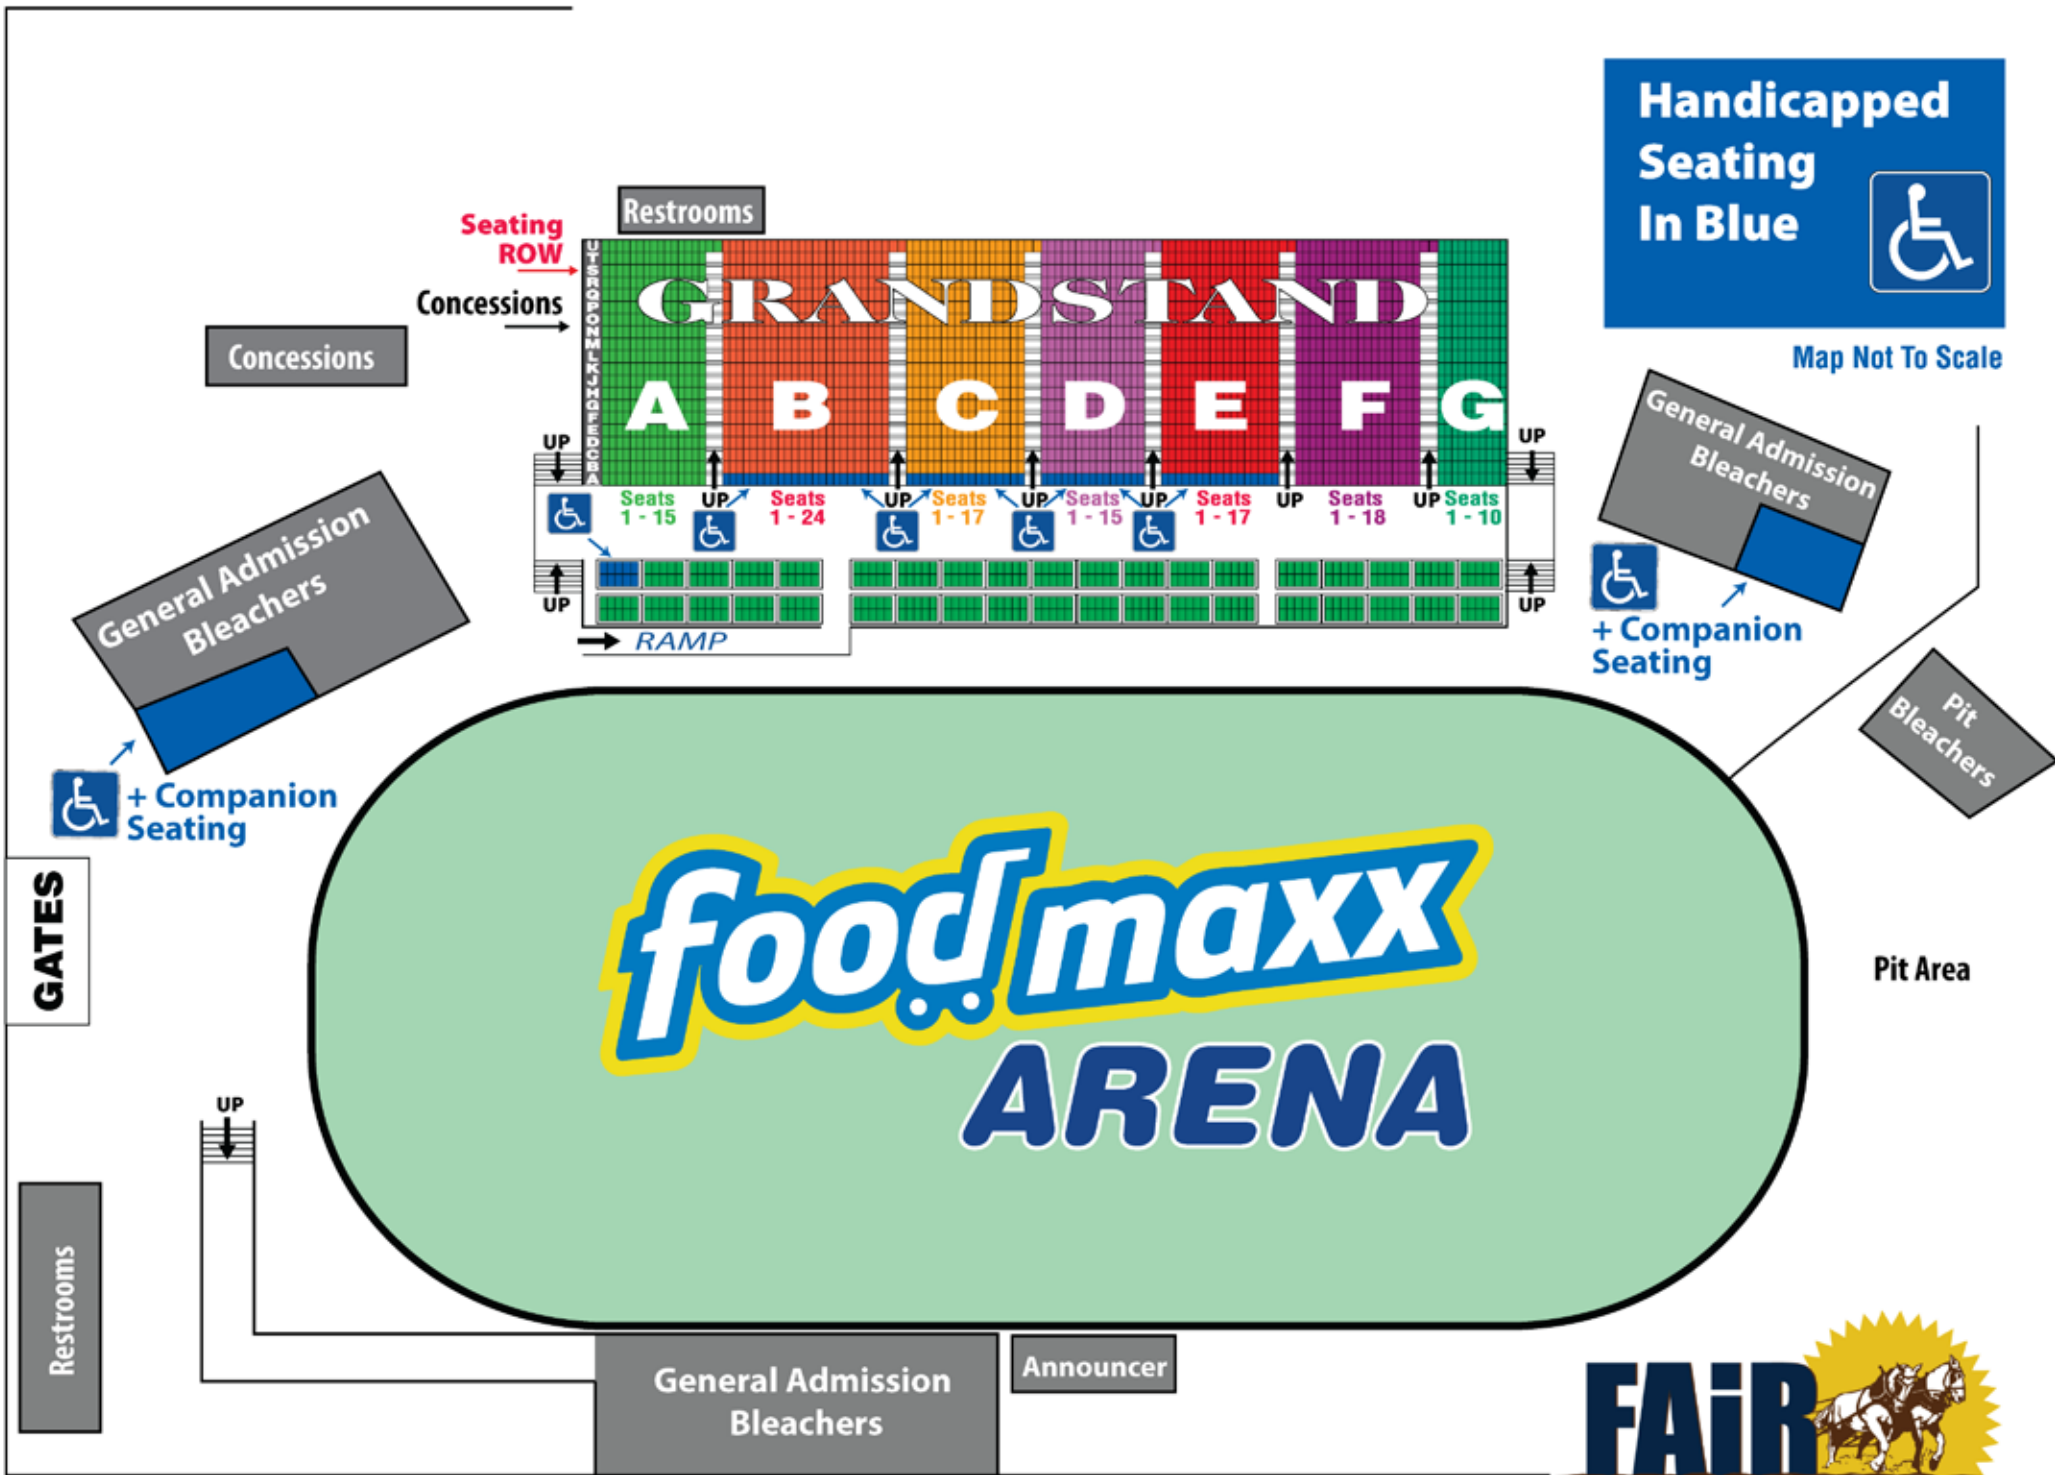 Handicapped
Seating
In Blue
Map Not To Scale
Restrooms
Seating
ROW
Concessions
Concessions
U
T
S
R
Q
P
O
N
M
L
K
J
H
G
F
E
D
C
B
A
GRANDSTAND
A B C D E F G
UP
UP
UP UP UP UP UP UP
Seats
1 - 15
Seats
1 - 24
Seats
1 - 17
Seats
1 - 15
Seats
1 - 17
Seats
1 - 18
Seats
1 - 10
UP
UP
RAMP
General Admission
Bleachers
+ Companion
Seating
General Admission
Bleachers
+ Companion
Seating
Pit
Bleachers
GATES
foodmaxx
ARENA
Pit Area
UP
Restrooms
General Admission
Bleachers
Announcer
FAiR